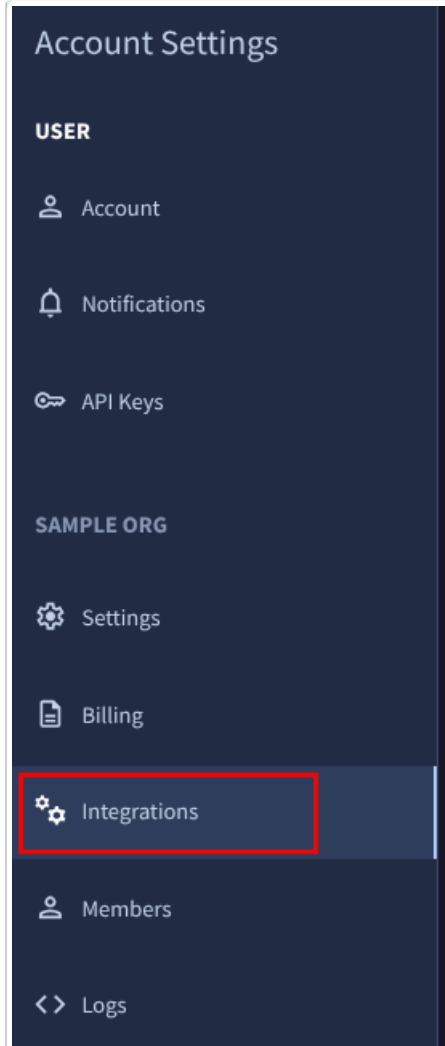 Account Settings
USER
Account
Notifications
API Keys
SAMPLE ORG
Settings
Billing
Integrations
Members
Logs